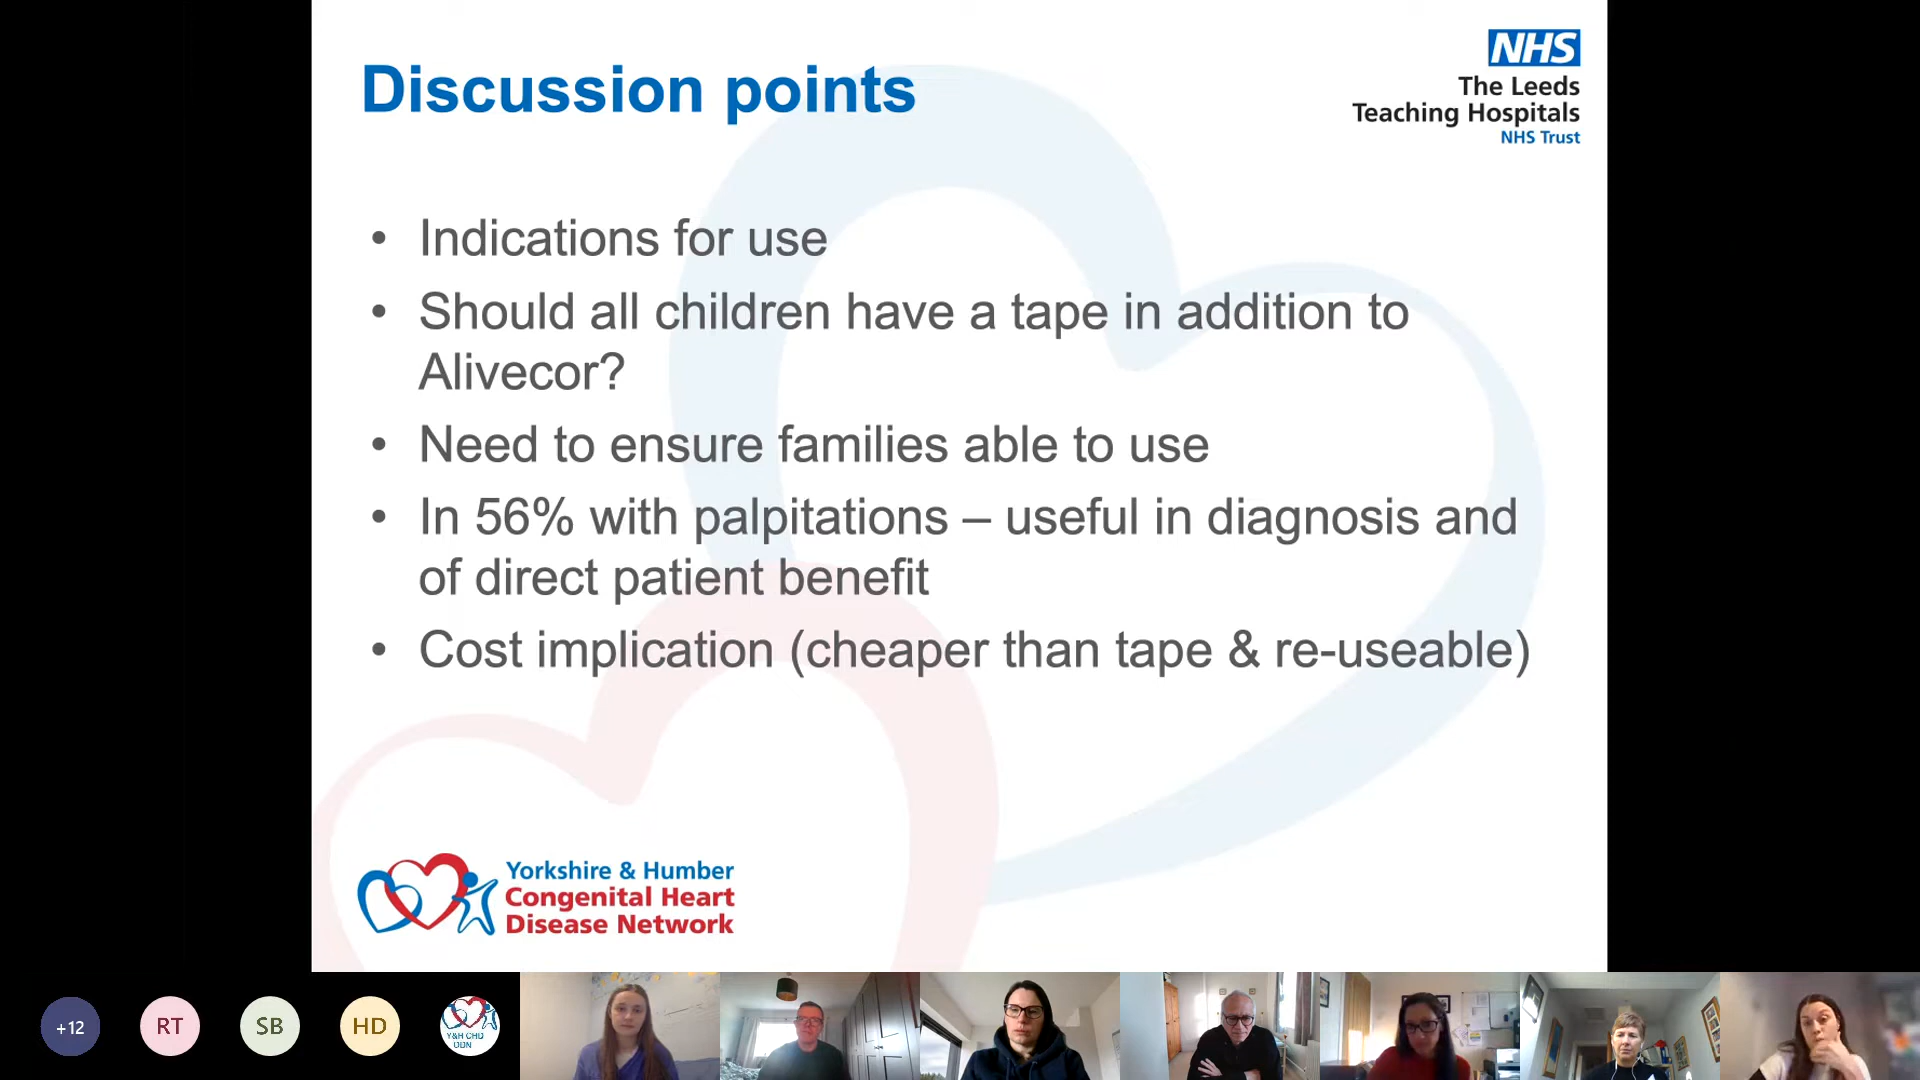 Discussion points
NHS
The Leeds
Teaching Hospitals
NHS Trust
• Indications for use
• Should all children have a tape in addition to
Alivecor?
• Need to ensure families able to use
• In 56% with palpitations – useful in diagnosis and
of direct patient benefit
• Cost implication (cheaper than tape & re-useable)
Yorkshire & Humber
Congenital Heart
Disease Network
+12
RT
SB
HD
Y&H CHD
ODN